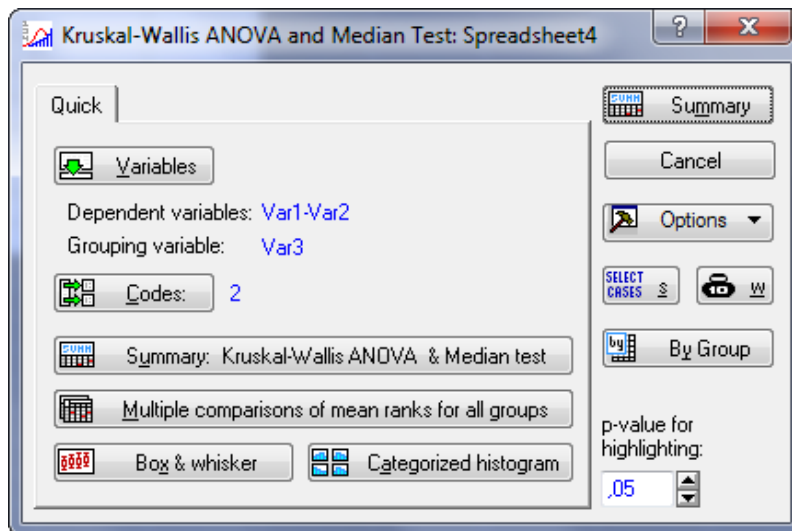 Kruskal-Wallis ANOVA and Median Test: Spreadsheet4
?
X
Quick
Variables
Dependent variables: Var1-Var2
Grouping variable: Var3
Codes: 2
Summary: Kruskal-Wallis ANOVA & Median test
Multiple comparisons of mean ranks for all groups
Box & whisker
Categorized histogram
SUMM
Summary
Cancel
Options
SELECT CASES S
W
By Group
p-value for
highlighting:
,05